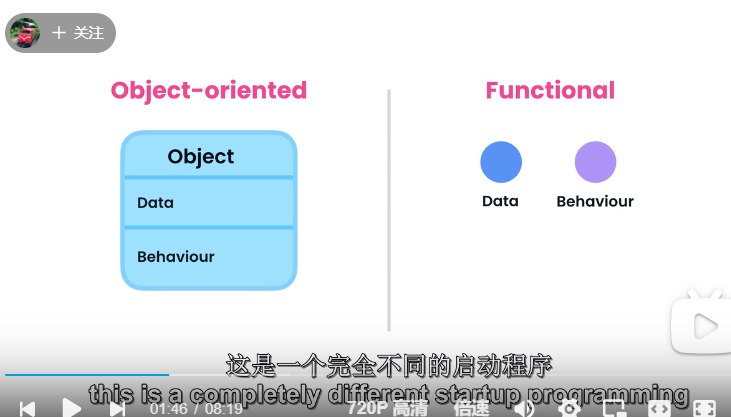 + 关注
Object-oriented
Functional
Object
Data
Behaviour
Data
Behaviour
这是一个完全不同的启动程序
this is a completely different startup programming
01:46 / 08:19
720P 高清
倍速